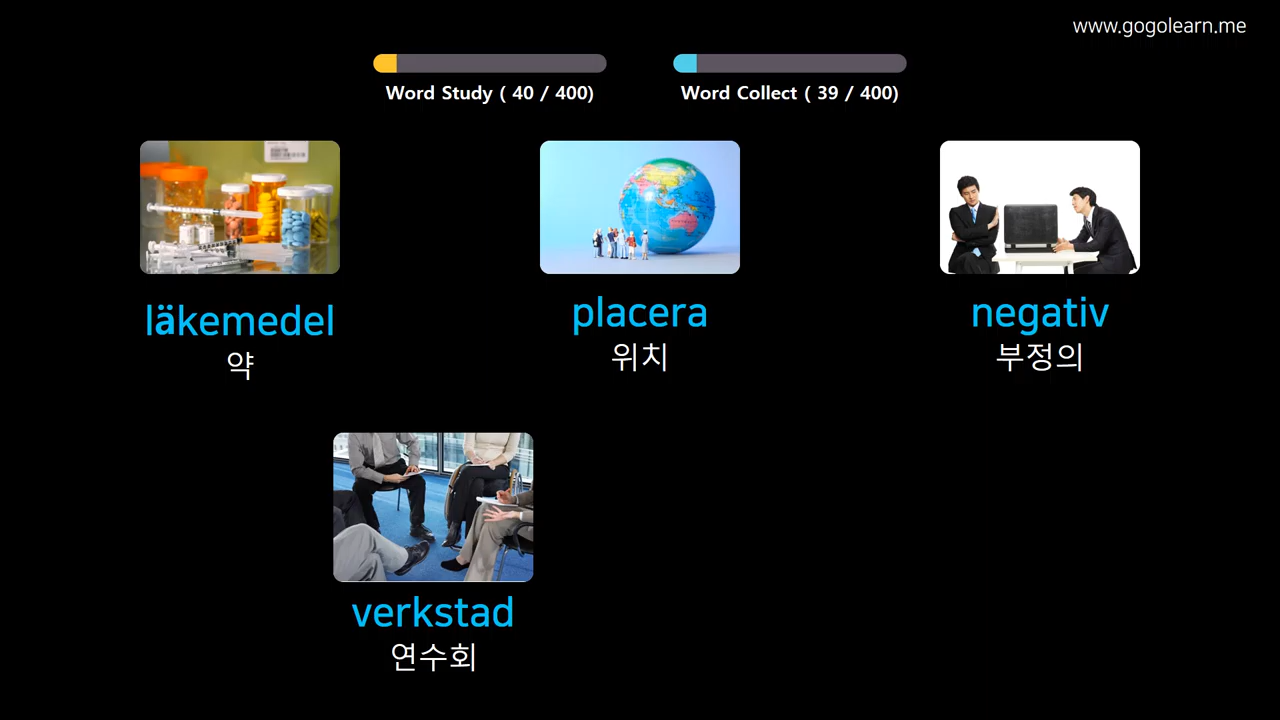 www.gogolearn.me
Word Study ( 40 / 400)
Word Collect ( 39 / 400)
läkemedel
약
placera
위치
negativ
부정의
verkstad
연수회